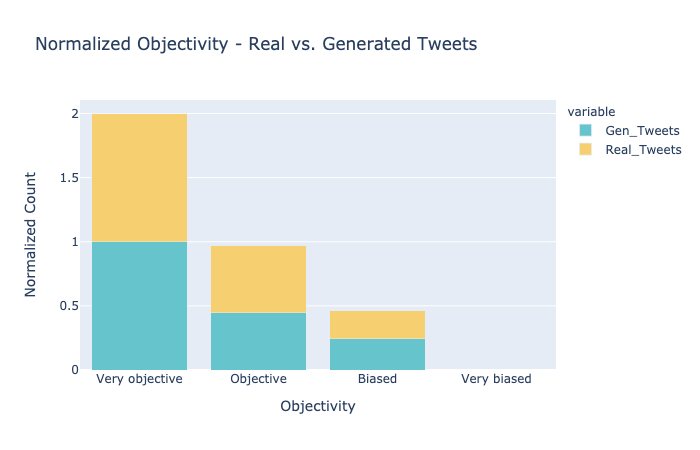 Normalized Objectivity - Real vs. Generated Tweets
variable
Gen_Tweets
Real_Tweets
Normalized Count
2
1.5
1
0.5
0
Very objective
Objective
Biased
Very biased
Objectivity